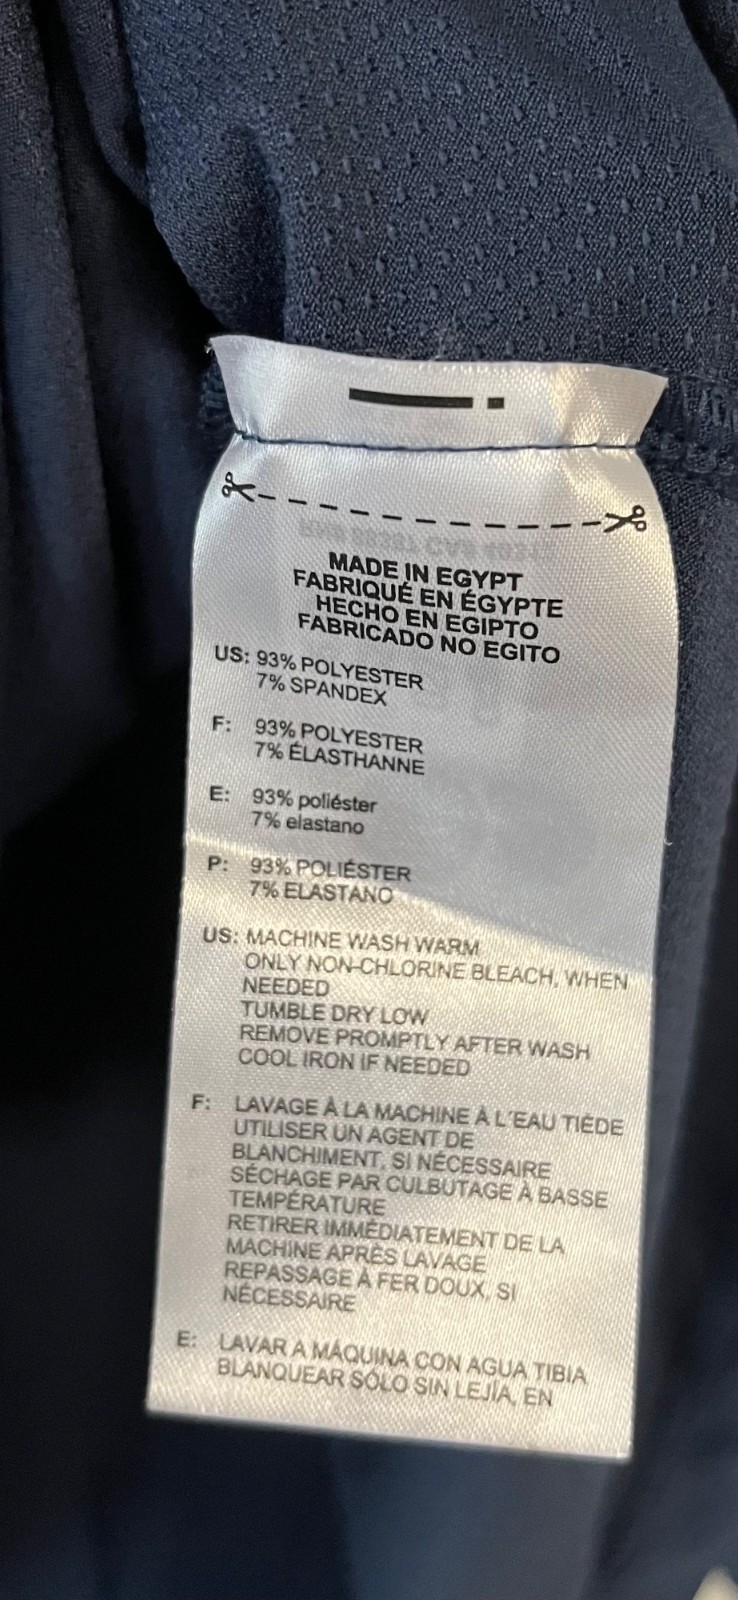 MADE IN EGYPT
FABRIQUÉ EN ÉGYPTE
HECHO EN EGIPTO
FABRICADO NO EGITO
US: 93% POLYESTER
7% SPANDEX
F: 93% POLYESTER
7% ÉLASTHANNE
E: 93% poliéster
7% elastano
P: 93% POLIÉSTER
7% ELASTANO
US: MACHINE WASH WARM
ONLY NON-CHLORINE BLEACH, WHEN
NEEDED
TUMBLE DRY LOW
REMOVE PROMPTLY AFTER WASH
COOL IRON IF NEEDED
F: LAVAGE À LA MACHINE À L'EAU TIÈDE
UTILISER UN AGENT DE
BLANCHIMENT, SI NÉCESSAIRE
SÉCHAGE PAR CULBUTAGE À BASSE
TEMPÉRATURE
RETIRER IMMÉDIATEMENT DE LA
MACHINE APRÈS LAVAGE
REPASSAGE À FER DOUX, SI
NÉCESSAIRE
E: LAVAR A MÁQUINA CON AGUA TIBIA
BLANQUEAR SÓLO SIN LEJÍA, EN